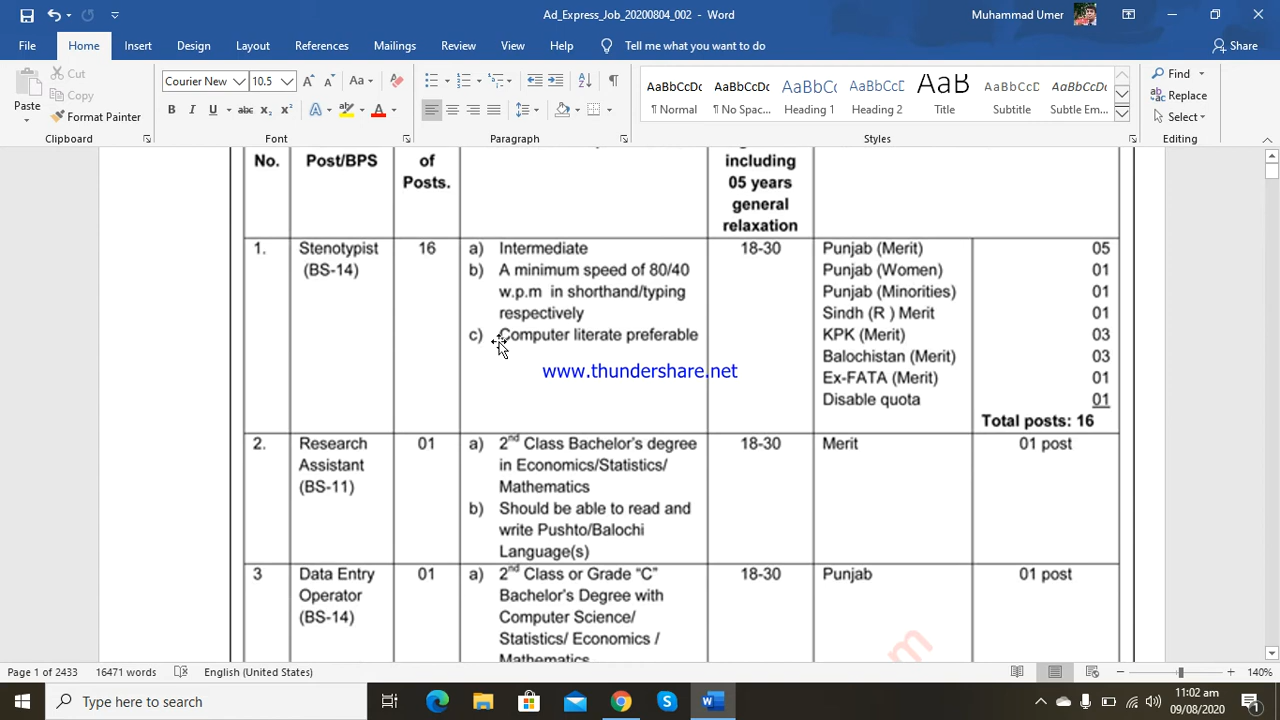 Ad_Express_Job_20200804_002 - Word
Muhammad Umer
File Home Insert Design Layout References Mailings Review View Help Tell me what you want to do Share
Paste
Cut
Copy
Format Painter
Clipboard
Courier New 10.5
Font
Paragraph
AaBbCcDc AaBbCcDc AaBbCc AaBbCcC AaB AaBbCcD AaBbCcDc
¶ Normal ¶ No Spac... Heading 1 Heading 2 Title Subtitle Subtle Em...
Styles
Find
Replace
Select
Editing
No. Post/BPS of Posts. including 05 years general relaxation
1. Stenotypist (BS-14) 16
a) Intermediate
b) A minimum speed of 80/40
w.p.m in shorthand/typing
respectively
c) Computer literate preferable
18-30
Punjab (Merit) 05
Punjab (Women) 01
Punjab (Minorities) 01
Sindh (R ) Merit 01
KPK (Merit) 03
Balochistan (Merit) 03
Ex-FATA (Merit) 01
Disable quota 01
Total posts: 16
www.thundershare.net
2. Research Assistant (BS-11) 01
a) 2nd Class Bachelor's degree
in Economics/Statistics/
Mathematics
b) Should be able to read and
write Pushto/Balochi
Language(s)
18-30 Merit 01 post
3 Data Entry Operator (BS-14) 01
a) 2nd Class or Grade “C”
Bachelor's Degree with
Computer Science/
Statistics/ Economics /
Mathematics
18-30 Punjab 01 post
Page 1 of 2433 16471 words English (United States) 140%
Type here to search
11:02 am
09/08/2020